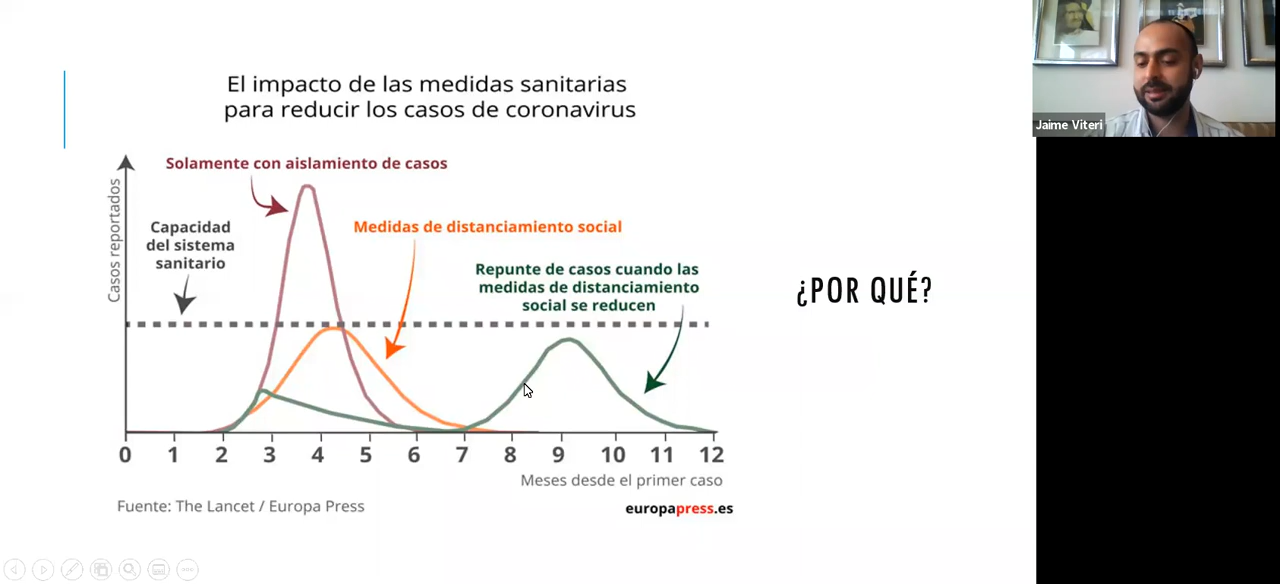 El impacto de las medidas sanitarias
para reducir los casos de coronavirus
Solamente con aislamiento de casos
Casos reportados
Capacidad
del sistema
sanitario
Medidas de distanciamiento social
Repunte de casos cuando las
medidas de distanciamiento
social se reducen
0 1 2 3 4 5 6 7 8 9 10 11 12
Meses desde el primer caso
Fuente: The Lancet / Europa Press
europapress.es
¿POR QUÉ?
Jaime Viteri